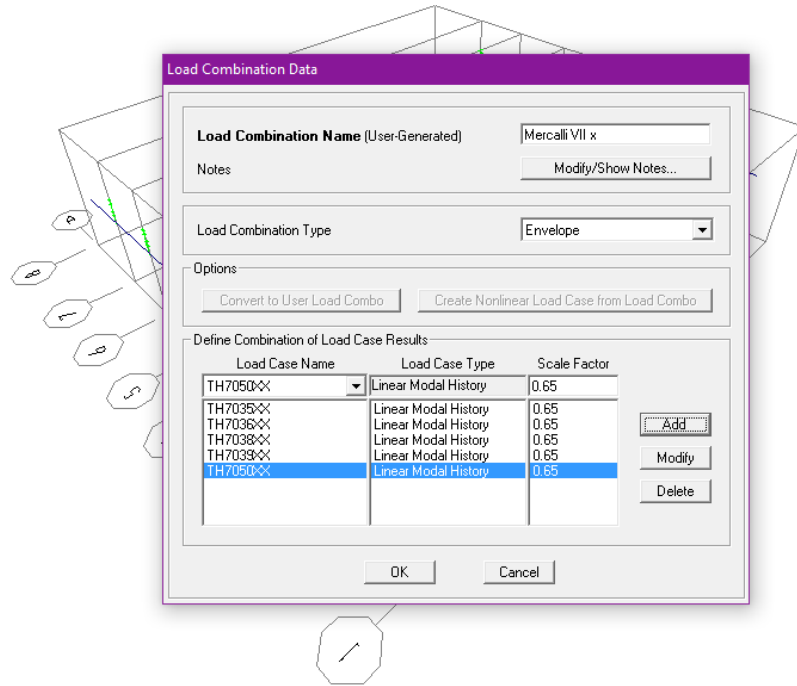 Load Combination Data
Load Combination Name (User-Generated) Mercalli VII x
Notes Modify/Show Notes...
Load Combination Type Envelope
Options
Convert to User Load Combo Create Nonlinear Load Case from Load Combo
Define Combination of Load Case Results
Load Case Name Load Case Type Scale Factor
TH7050XX Linear Modal History 0.65
TH7035XX Linear Modal History 0.65
TH7036XX Linear Modal History 0.65
TH7038XX Linear Modal History 0.65
TH7039XX Linear Modal History 0.65
TH7050XX Linear Modal History 0.65
Add
Modify
Delete
OK Cancel